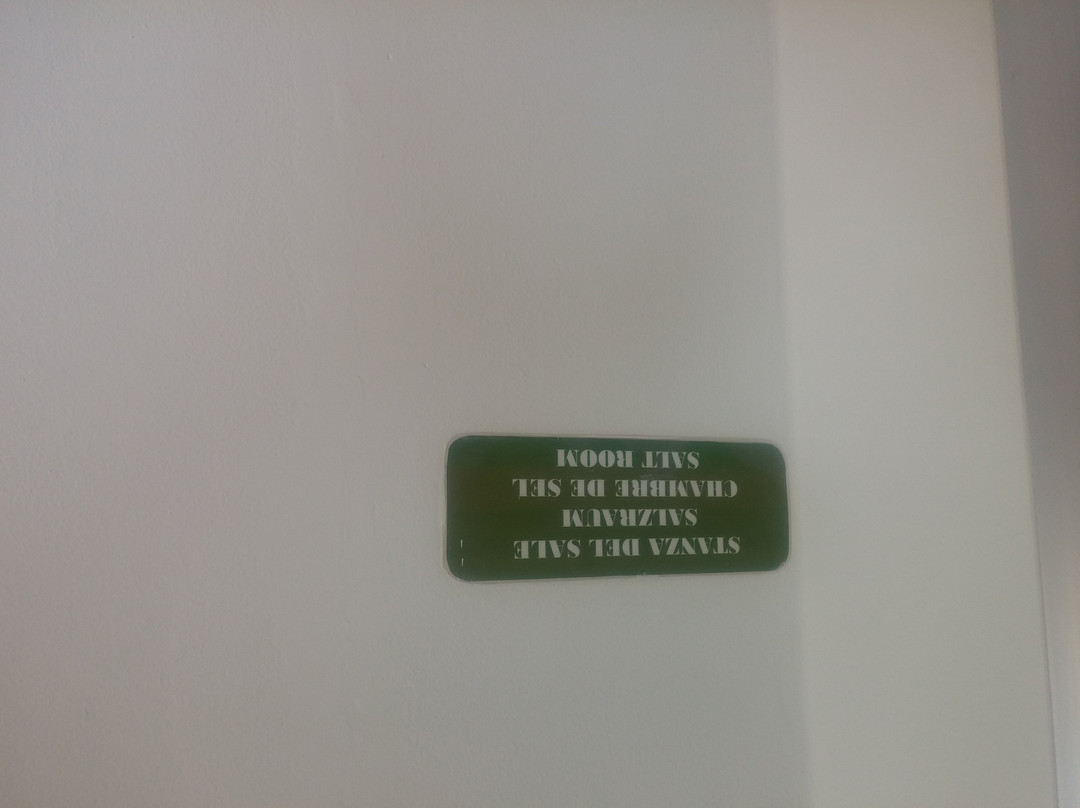 STANZA DEL SALE
SALZRAUM
CHAMBRE DE SEL
SALT ROOM